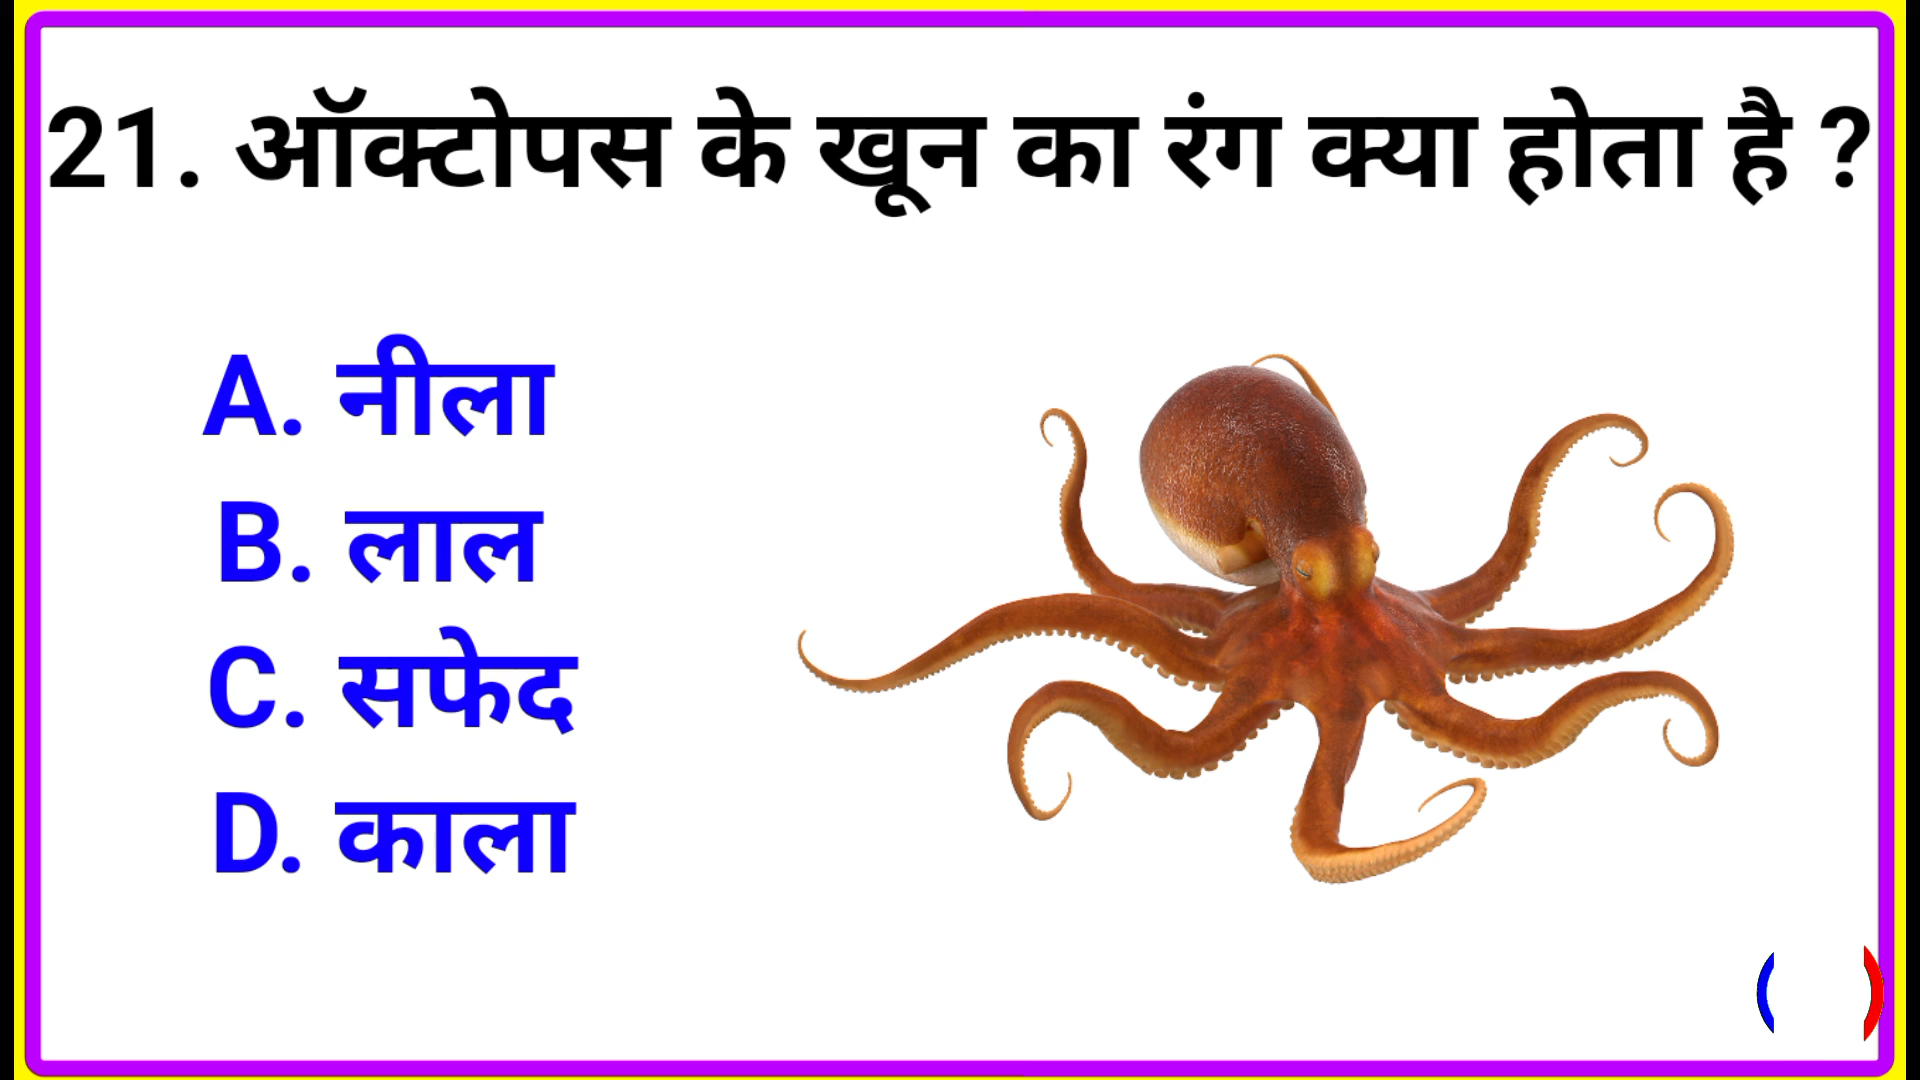 21. ऑक्टोपस के खून का रंग क्या होता है ?
A. नीला
B. लाल
C. सफेद
D. काला
( )